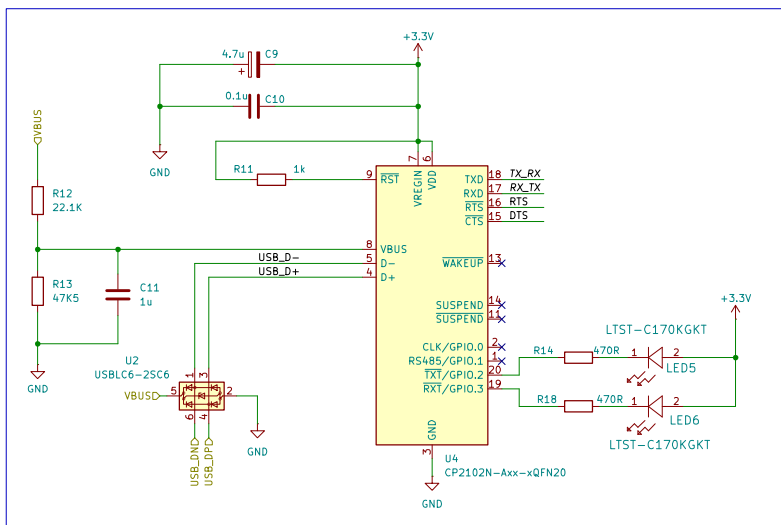 +3.3V
4.7u C9
+
0.1u C10
GND
VBUS
R12
22.1K
R13
47K5
C11
1u
GND
R11 1k
7 6
9 RST VREGIN VDD
TXD 18 TX_RX
RXD 17 RX_TX
RTS 16 RTS
CTS 15 DTS
8 VBUS
USB_D- 5 D-
USB_D+ 4 D+
WAKEUP 13
SUSPEND 14
SUSPEND 11
CLK/GPIO.0 2
RS485/GPIO.1 1
TXT/GPIO.2 20
RXT/GPIO.3 19
GND
3
U4
CP2102N-Axx-xQFN20
GND
U2
USBLC6-2SC6
1 3
VBUS 5 2
6 4
USB_DN
USB_DP
GND
+3.3V
LTST-C170KGKT
R14 470R 1 2
LED5
R18 470R 1 2
LED6
LTST-C170KGKT